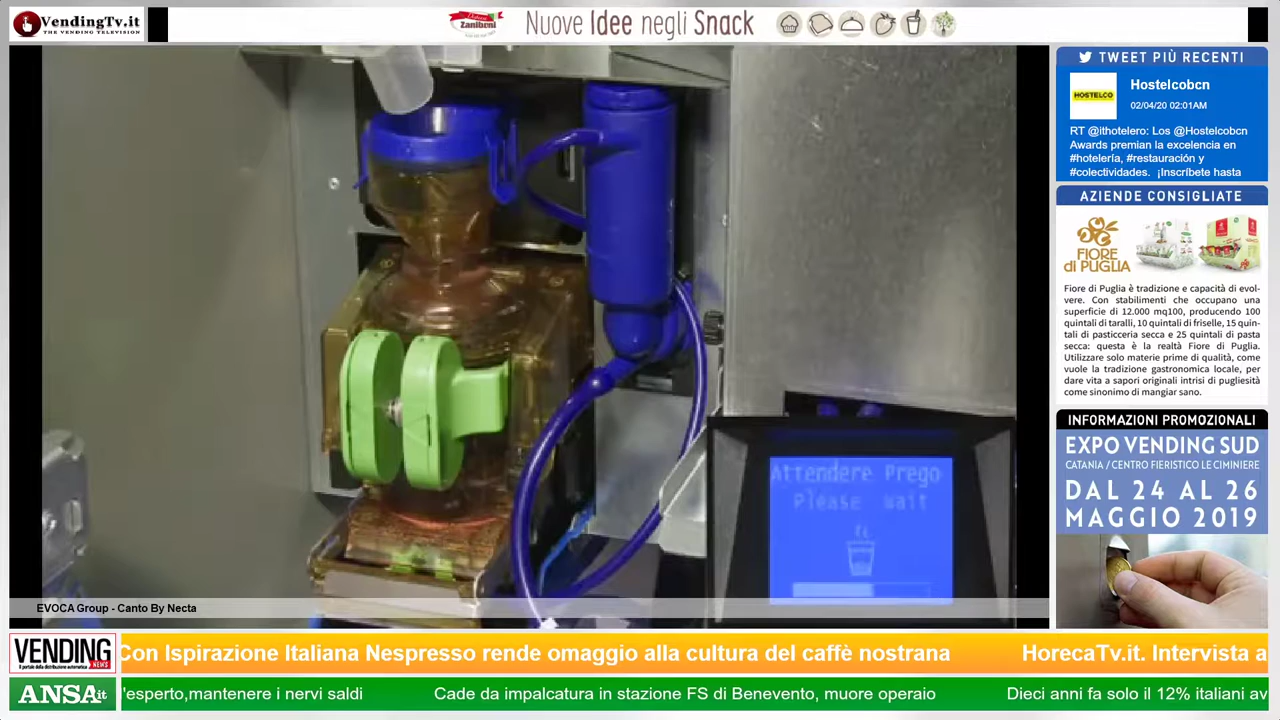 VendingTv.it
THE VENDING TELEVISION
Zaniboni
Nuove Idee negli Snack
TWEET PIÙ RECENTI
HOSTELCO
Hostelcobcn
02/04/20 02:01AM
RT @ithotelero: Los @Hostelcobcn
Awards premian la excelencia en
#hotelería, #restauración y
#colectividades. ¡Inscríbete hasta
AZIENDE CONSIGLIATE
FIORE
di PUGLIA
Fiore di Puglia è tradizione e capacità di evol-
vere. Con stabilimenti che occupano una
superficie di 12.000 mq100, producendo 100
quintali di taralli, 10 quintali di friselle, 15 quin-
tali di pasticceria secca e 25 quintali di pasta
secca: questa è la realtà Fiore di Puglia.
Utilizzare solo materie prime di qualità, come
vuole la tradizione gastronomica locale, per
dare vita a sapori originali intrisi di pugliesità
come sinonimo di mangiar sano.
INFORMAZIONI PROMOZIONALI
EXPO VENDING SUD
CATANIA / CENTRO FIERISTICO LE CIMINIERE
DAL 24 AL 26
MAGGIO 2019
Attendere Prego
Please wait
EVOCA Group - Canto By Necta
VENDING
NEWS
Il portale della distribuzione automatica
Con Ispirazione Italiana Nespresso rende omaggio alla cultura del caffè nostrana
HorecaTv.it. Intervista a
ANSA.it
'esperto,mantenere i nervi saldi
Cade da impalcatura in stazione FS di Benevento, muore operaio
Dieci anni fa solo il 12% italiani av